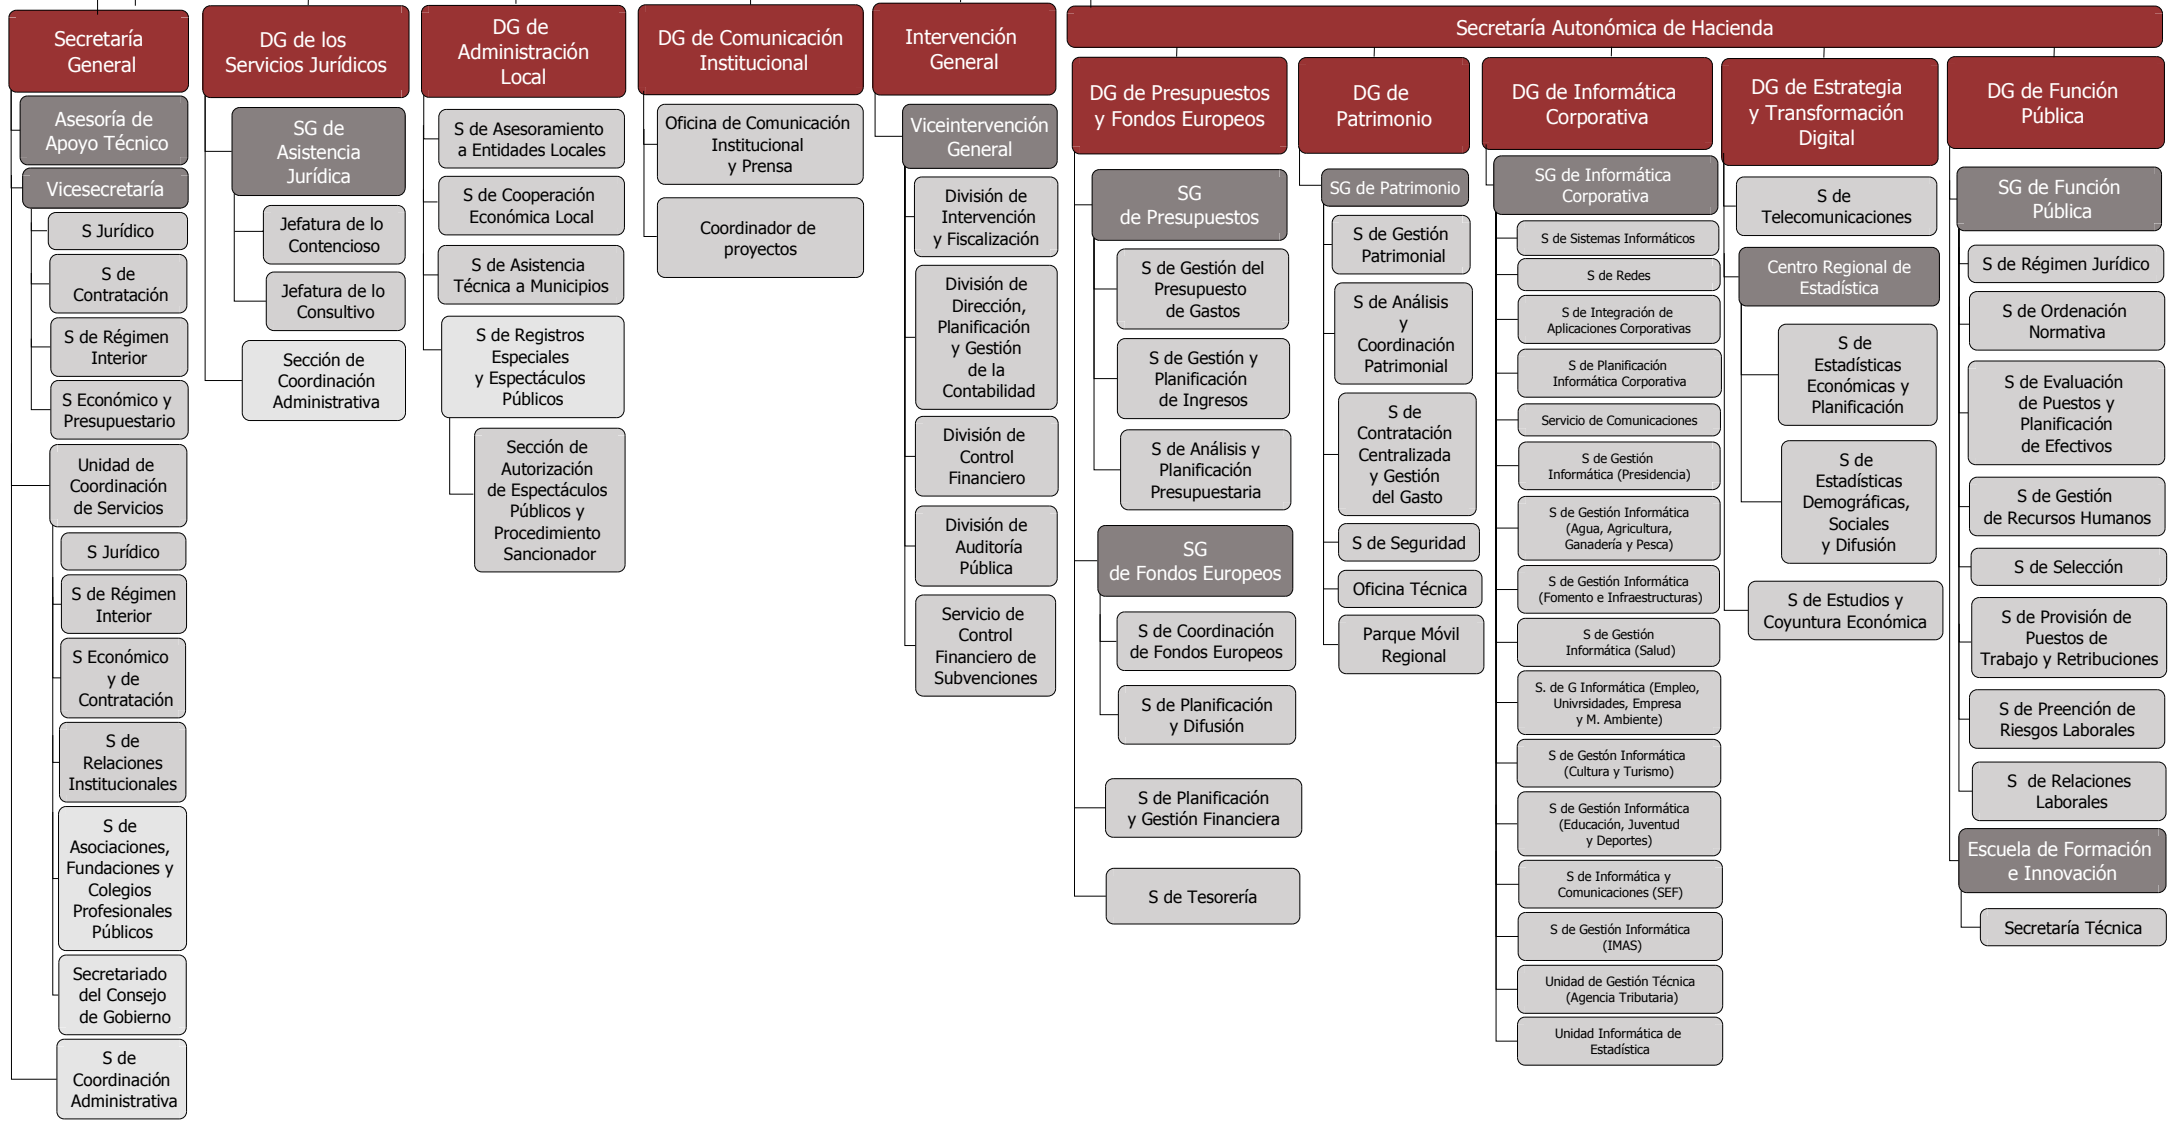 Secretaría
General
Asesoría de
Apoyo Técnico
Vicesecretaría
S Jurídico
S de
Contratación
S de Régimen
Interior
S Económico y
Presupuestario
Unidad de
Coordinación
de Servicios
S Jurídico
S de Régimen
Interior
S Económico
y de
Contratación
S de
Relaciones
Institucionales
S de
Asociaciones,
Fundaciones y
Colegios
Profesionales
Públicos
Secretariado
del Consejo
de Gobierno
S de
Coordinación
Administrativa
DG de los
Servicios Jurídicos
SG de
Asistencia
Jurídica
Jefatura de lo
Contencioso
Jefatura de lo
Consultivo
Sección de
Coordinación
Administrativa
DG de
Administración
Local
S de Asesoramiento
a Entidades Locales
S de Cooperación
Económica Local
S de Asistencia
Técnica a Municipios
S de Registros
Especiales
y Espectáculos
Públicos
Sección de
Autorización
de Espectáculos
Públicos y
Procedimiento
Sancionador
DG de Comunicación
Institucional
Oficina de Comunicación
Institucional
y Prensa
Coordinador de
proyectos
Intervención
General
Viceintervención
General
División de
Intervención
y Fiscalización
División de
Dirección,
Planificación
y Gestión
de la
Contabilidad
División de
Control
Financiero
División de
Auditoría
Pública
Servicio de
Control
Financiero de
Subvenciones
Secretaría Autonómica de Hacienda
DG de Presupuestos
y Fondos Europeos
SG
de Presupuestos
S de Gestión del
Presupuesto
de Gastos
S de Gestión y
Planificación
de Ingresos
S de Análisis y
Planificación
Presupuestaria
SG
de Fondos Europeos
S de Coordinación
de Fondos Europeos
S de Planificación
y Difusión
S de Planificación
y Gestión Financiera
S de Tesorería
DG de
Patrimonio
SG de Patrimonio
S de Gestión
Patrimonial
S de Análisis
y
Coordinación
Patrimonial
S de
Contratación
Centralizada
y Gestión
del Gasto
S de Seguridad
Oficina Técnica
Parque Móvil
Regional
DG de Informática
Corporativa
SG de Informática
Corporativa
S de Sistemas Informáticos
S de Redes
S de Integración de
Aplicaciones Corporativas
S de Planificación
Informática Corporativa
Servicio de Comunicaciones
S de Gestión
Informática (Presidencia)
S de Gestión Informática
(Agua, Agricultura,
Ganadería y Pesca)
S de Gestión Informática
(Fomento e Infraestructuras)
S de Gestión
Informática (Salud)
S. de G Informática (Empleo,
Univrsidades, Empresa
y M. Ambiente)
S de Gestón Informática
(Cultura y Turismo)
S de Gestión Informática
(Educación, Juventud
y Deportes)
S de Informática y
Comunicaciones (SEF)
S de Gestión Informática
(IMAS)
Unidad de Gestión Técnica
(Agencia Tributaria)
Unidad Informática de
Estadística
DG de Estrategia
y Transformación
Digital
S de
Telecomunicaciones
Centro Regional de
Estadística
S de
Estadísticas
Económicas y
Planificación
S de
Estadísticas
Demográficas,
Sociales
y Difusión
S de Estudios y
Coyuntura Económica
DG de Función
Pública
SG de Función
Pública
S de Régimen Jurídico
S de Ordenación
Normativa
S de Evaluación
de Puestos y
Planificación
de Efectivos
S de Gestión
de Recursos Humanos
S de Selección
S de Provisión de
Puestos de
Trabajo y Retribuciones
S de Preención de
Riesgos Laborales
S de Relaciones
Laborales
Escuela de Formación
e Innovación
Secretaría Técnica